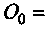 O₀ =